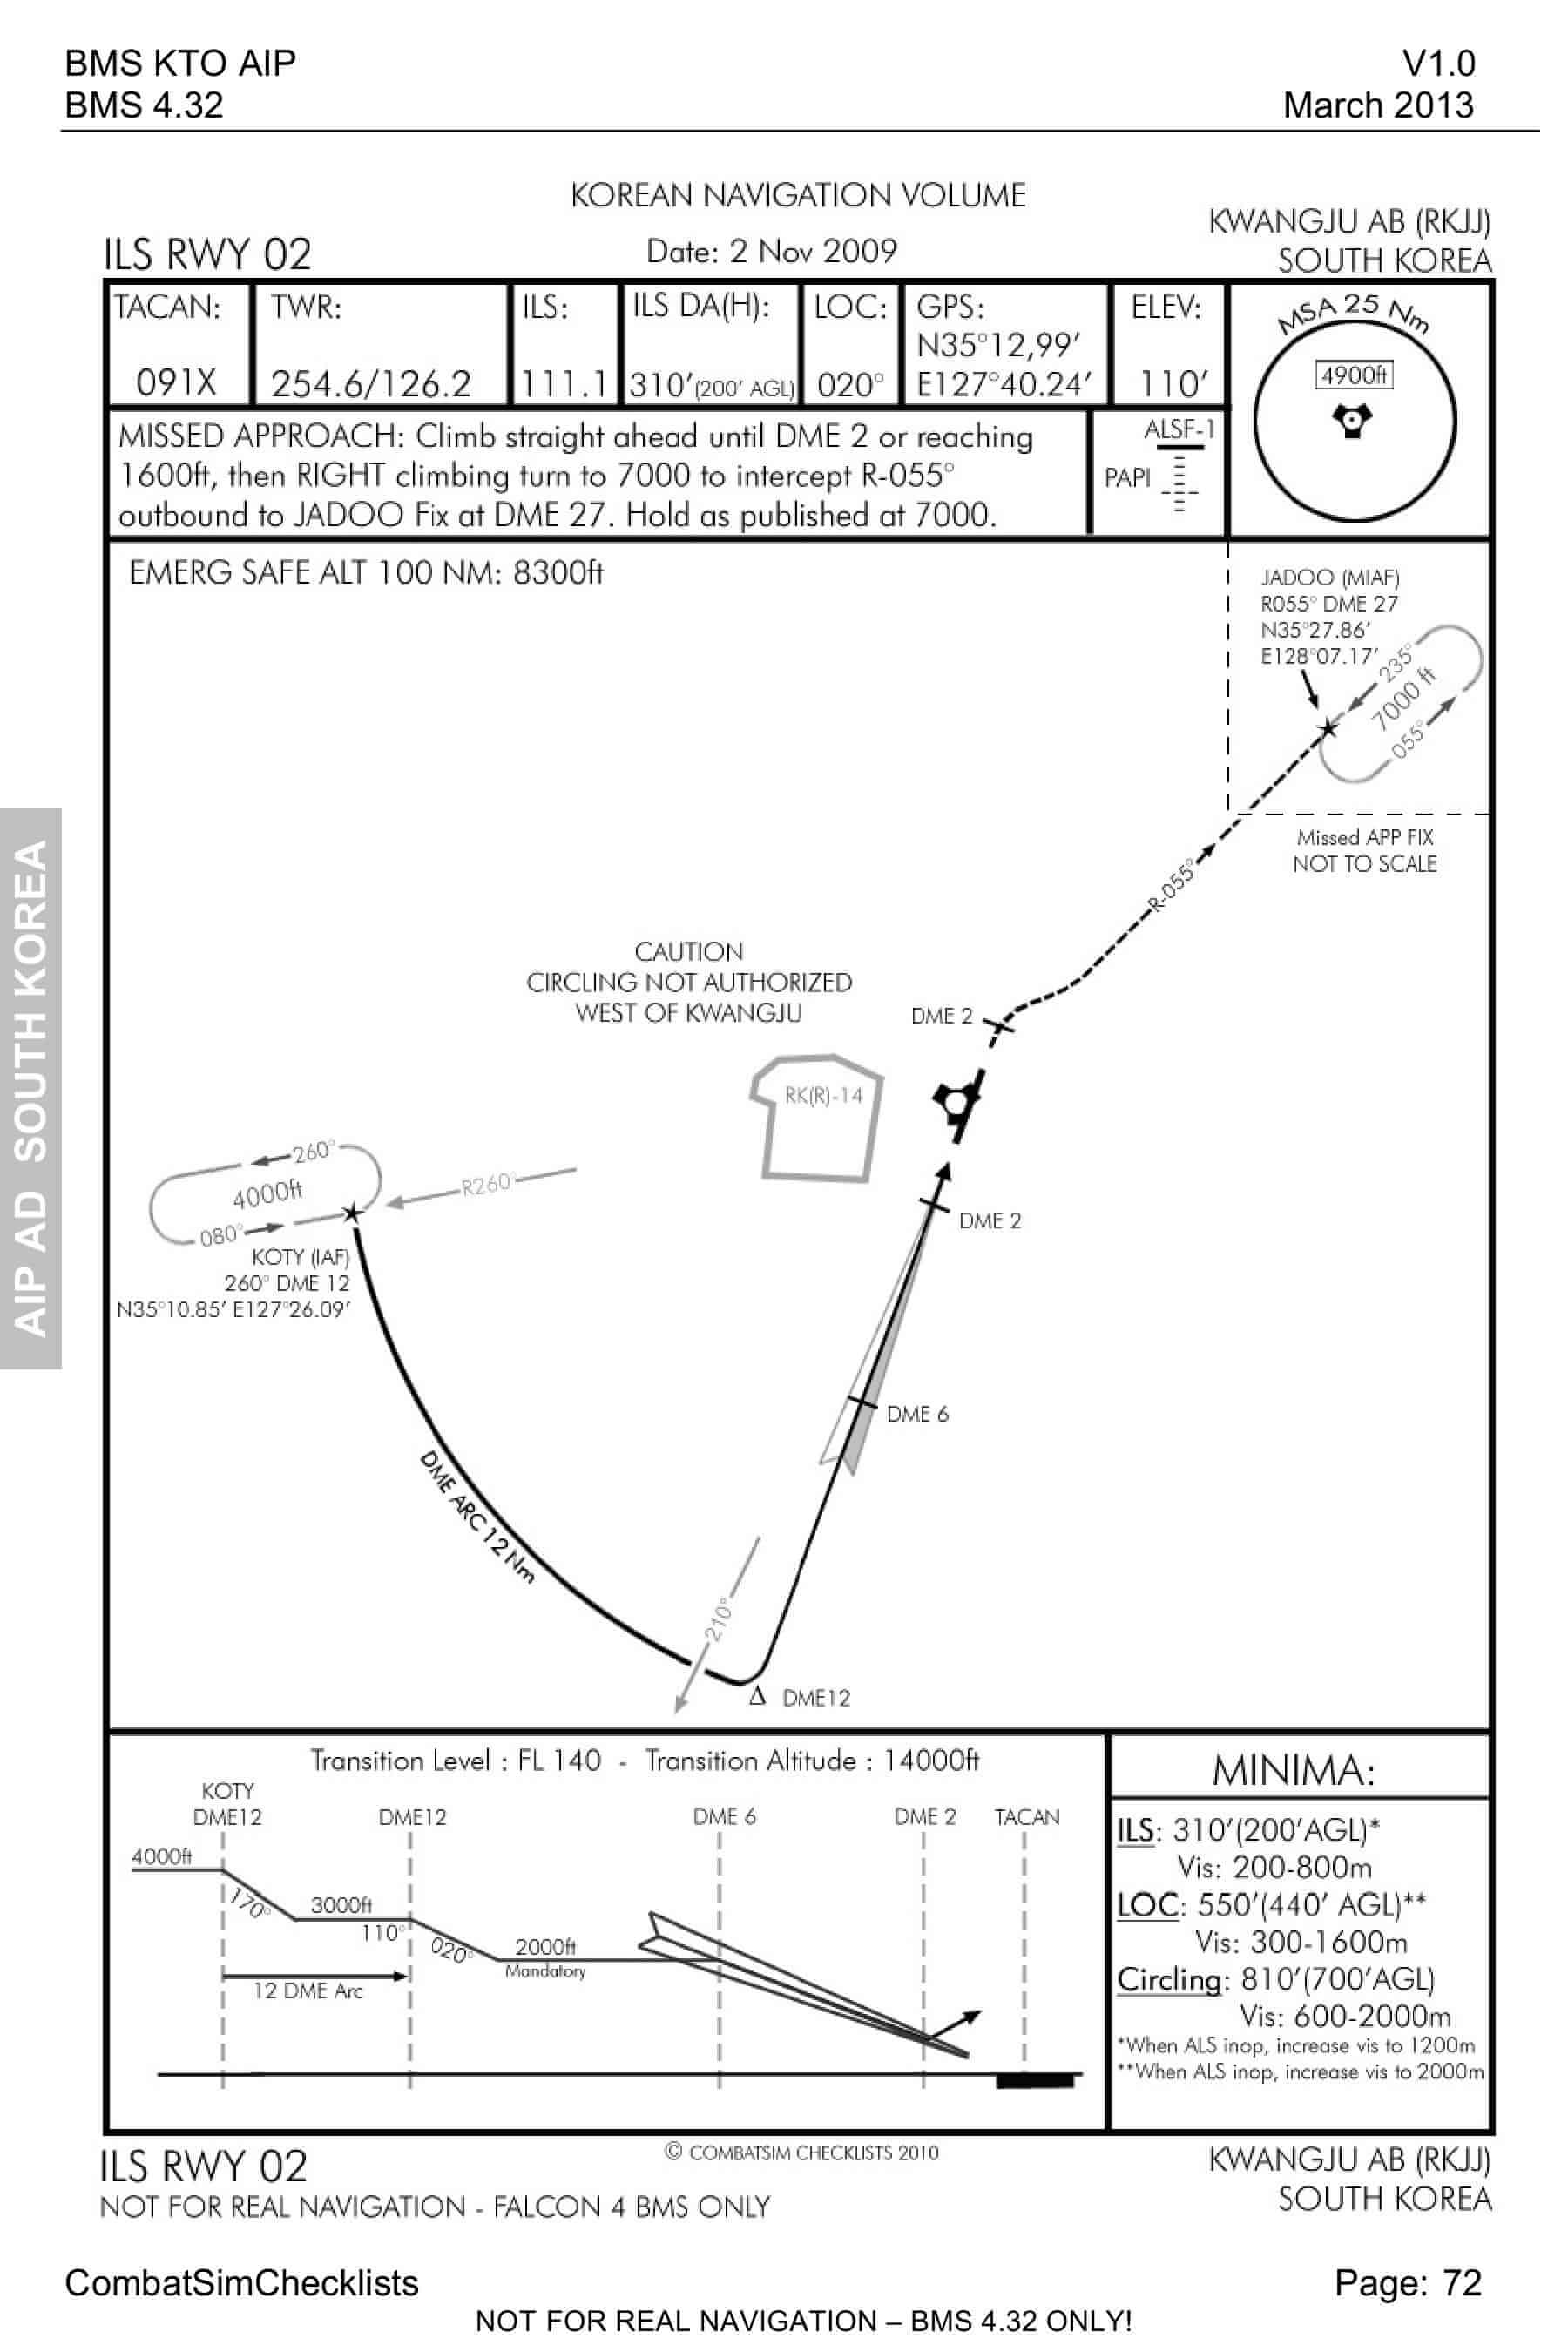 BMS KTO AIP
V1.0
BMS 4.32
March 2013
KOREAN NAVIGATION VOLUME
KWANGJU AB (RKJJ)
ILS RWY 02
Date: 2 Nov 2009
SOUTH KOREA
TACAN:
091X
TWR:
254.6/126.2
ILS:
111.1
ILS DA(H):
310'(200' AGL)
LOC:
020°
GPS:
N35°12,99'
E127°40.24'
ELEV:
110'
MSA 25 Nm
4900ft
MISSED APPROACH: Climb straight ahead until DME 2 or reaching
1600ft, then RIGHT climbing turn to 7000 to intercept R-055°
outbound to JADOO Fix at DME 27. Hold as published at 7000.
ALSF-1
PAPI
EMERG SAFE ALT 100 NM: 8300ft
JADOO (MIAF)
R055° DME 27
N35°27.86'
E128°07.17'
235°
7000 ft
055°
Missed APP FIX
NOT TO SCALE
R-055°
CAUTION
CIRCLING NOT AUTHORIZED
WEST OF KWANGJU
DME 2
RK(R)-14
260°
4000ft
080°
R260°
KOTY (IAF)
260° DME 12
N35°10.85' E127°26.09'
DME 2
DME 6
DME ARC 12Nm
210°
DME12
AIP AD SOUTH KOREA
Transition Level : FL 140 - Transition Altitude : 14000ft
KOTY
DME12
DME12
DME 6
DME 2
TACAN
4000ft
170°
3000ft
110°
020°
2000ft
Mandatory
12 DME Arc
MINIMA:
ILS: 310'(200'AGL)*
Vis: 200-800m
LOC: 550'(440' AGL)**
Vis: 300-1600m
Circling: 810'(700'AGL)
Vis: 600-2000m
*When ALS inop, increase vis to 1200m
**When ALS inop, increase vis to 2000m
ILS RWY 02
© COMBATSIM CHECKLISTS 2010
KWANGJU AB (RKJJ)
NOT FOR REAL NAVIGATION - FALCON 4 BMS ONLY
SOUTH KOREA
CombatSimChecklists
Page: 72
NOT FOR REAL NAVIGATION – BMS 4.32 ONLY!